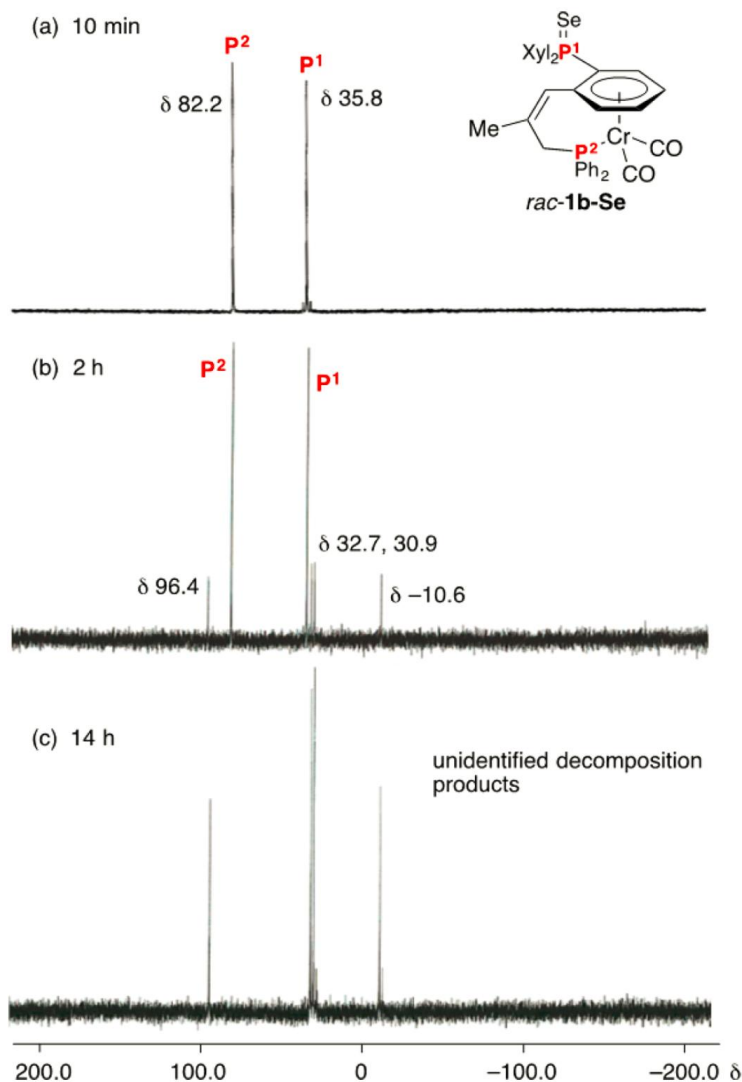 (a) 10 min
P²
P¹
δ 82.2
δ 35.8
Se
Xyl₂P¹
Me
P²
Ph₂
Cr
CO
CO
rac-1b-Se
(b) 2 h
P²
P¹
δ 32.7, 30.9
δ 96.4
δ –10.6
(c) 14 h
unidentified decomposition
products
200.0 100.0 0 –100.0 –200.0 δ